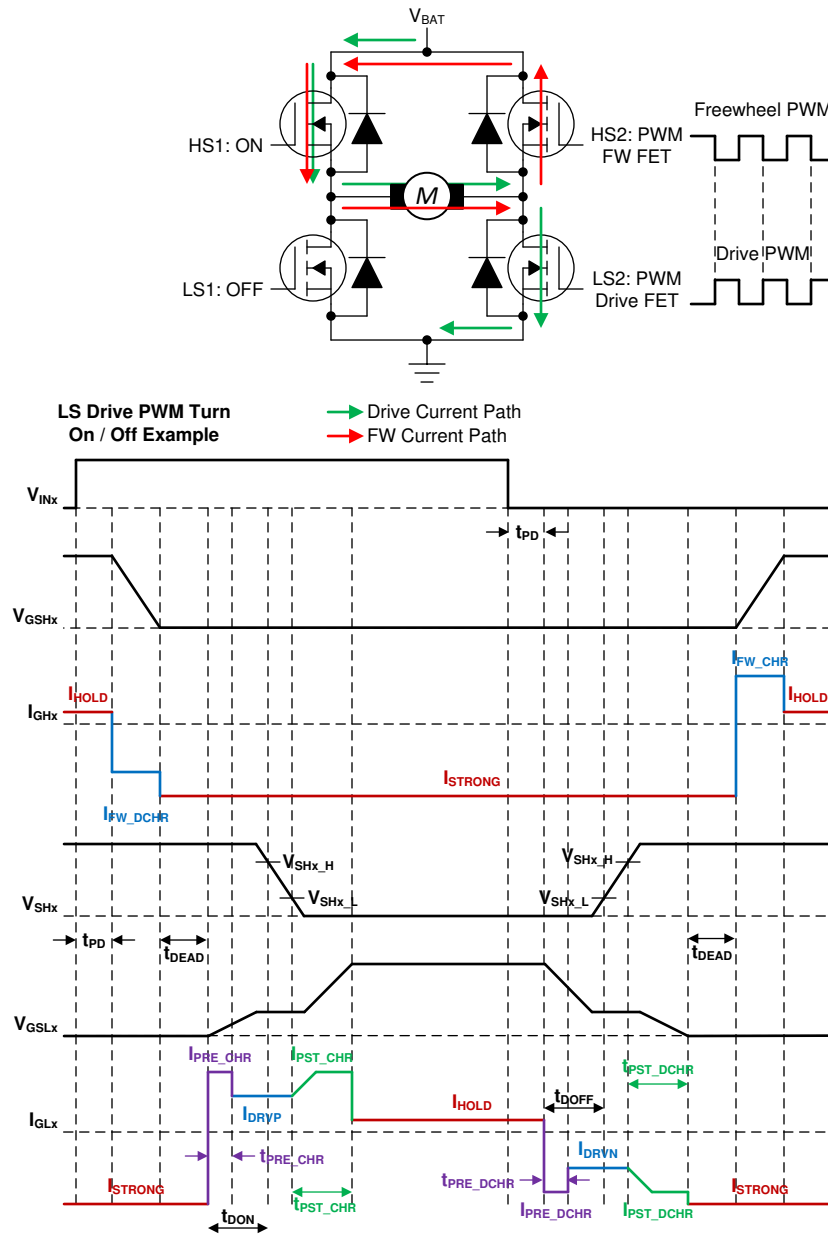 VBAT
Freewheel PWM
HS1: ON
HS2: PWM
FW FET
M
Drive PWM
LS1: OFF
LS2: PWM
Drive FET
LS Drive PWM Turn
On / Off Example
Drive Current Path
FW Current Path
VINx
tPD
VGSHx
IFW_CHR
IHOLD
IHOLD
IGHx
ISTRONG
IFW_DCHR
VSHx_H
VSHx_H
VSHx_L
VSHx_L
VSHx
tPD
tDEAD
tDEAD
VGSLx
IPRE_CHR
IPST_CHR
tPST_DCHR
IHOLD
tDOFF
IDRVP
IGLx
tPRE_CHR
IDRVN
tPRE_DCHR
ISTRONG
tPST_CHR
IPRE_DCHR
IPST_DCHR
ISTRONG
tDON